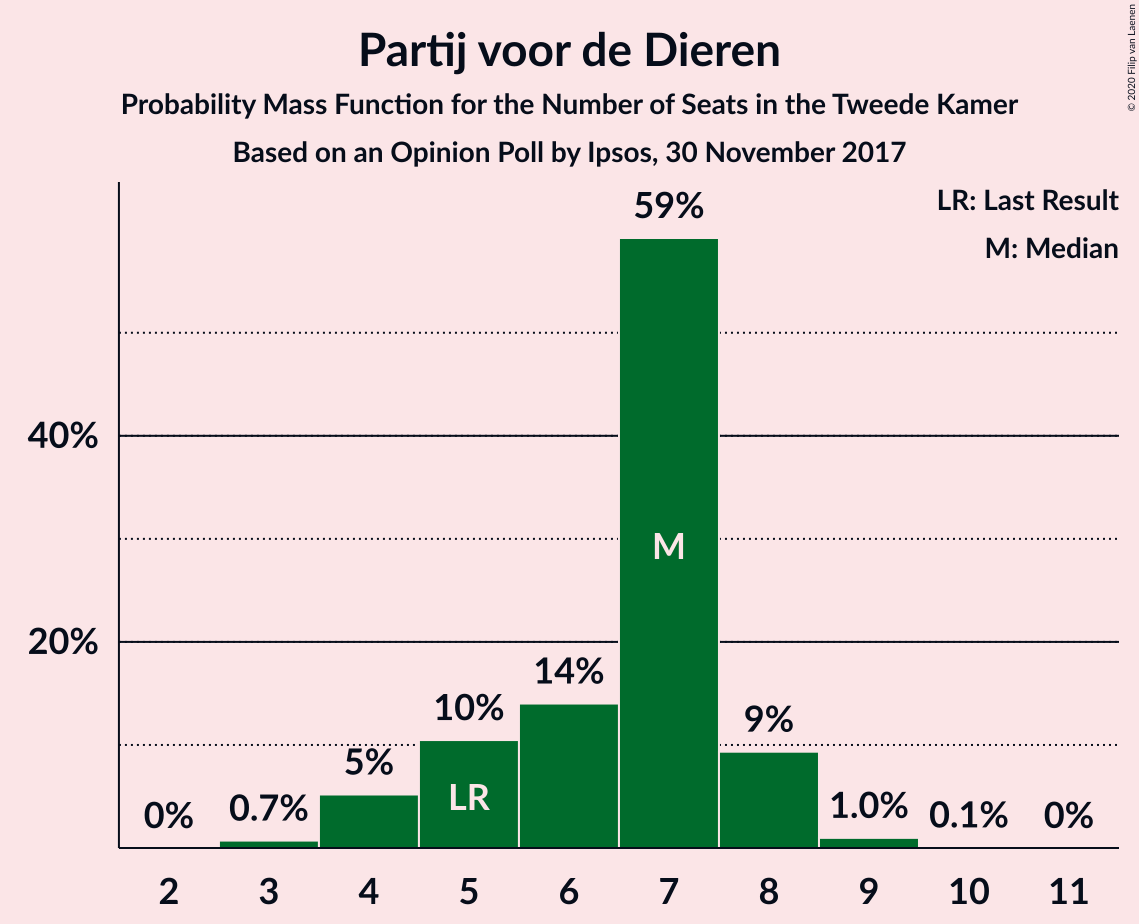 Partij voor de Dieren
Probability Mass Function for the Number of Seats in the Tweede Kamer
Based on an Opinion Poll by Ipsos, 30 November 2017
© 2020 Filip van Laenen
LR: Last Result
M: Median
59%
40%
M
20%
14%
10%
9%
5%
LR
0%
0.7%
1.0%
0.1%
0%
2 3 4 5 6 7 8 9 10 11